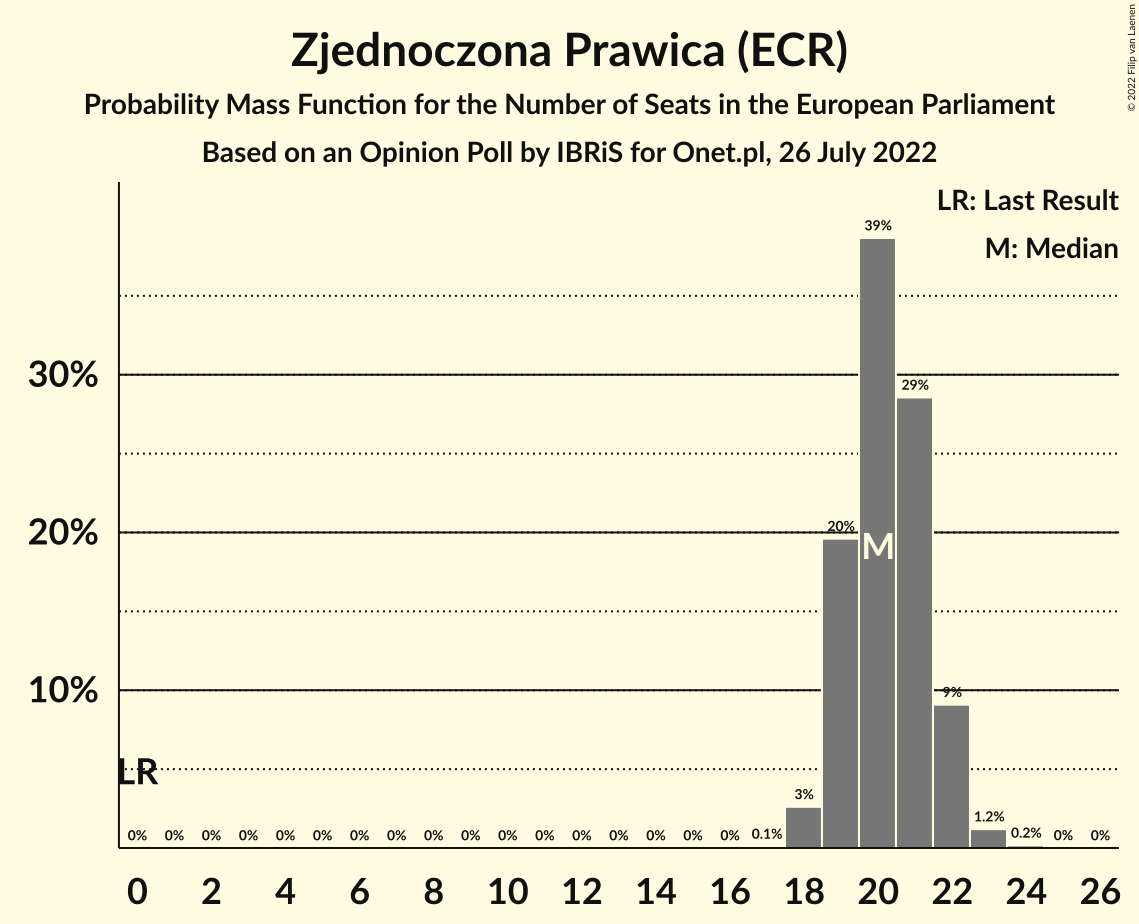 Zjednoczona Prawica (ECR)
Probability Mass Function for the Number of Seats in the European Parliament
Based on an Opinion Poll by IBRiS for Onet.pl, 26 July 2022
© 2022 Filip van Laenen
LR: Last Result
M: Median
39%
30%
29%
20%
20%
M
10%
9%
LR
3%
1.2%
0% 0% 0% 0% 0% 0% 0% 0% 0% 0% 0% 0% 0% 0% 0% 0% 0% 0.1% 0.2% 0% 0%
0 2 4 6 8 10 12 14 16 18 20 22 24 26